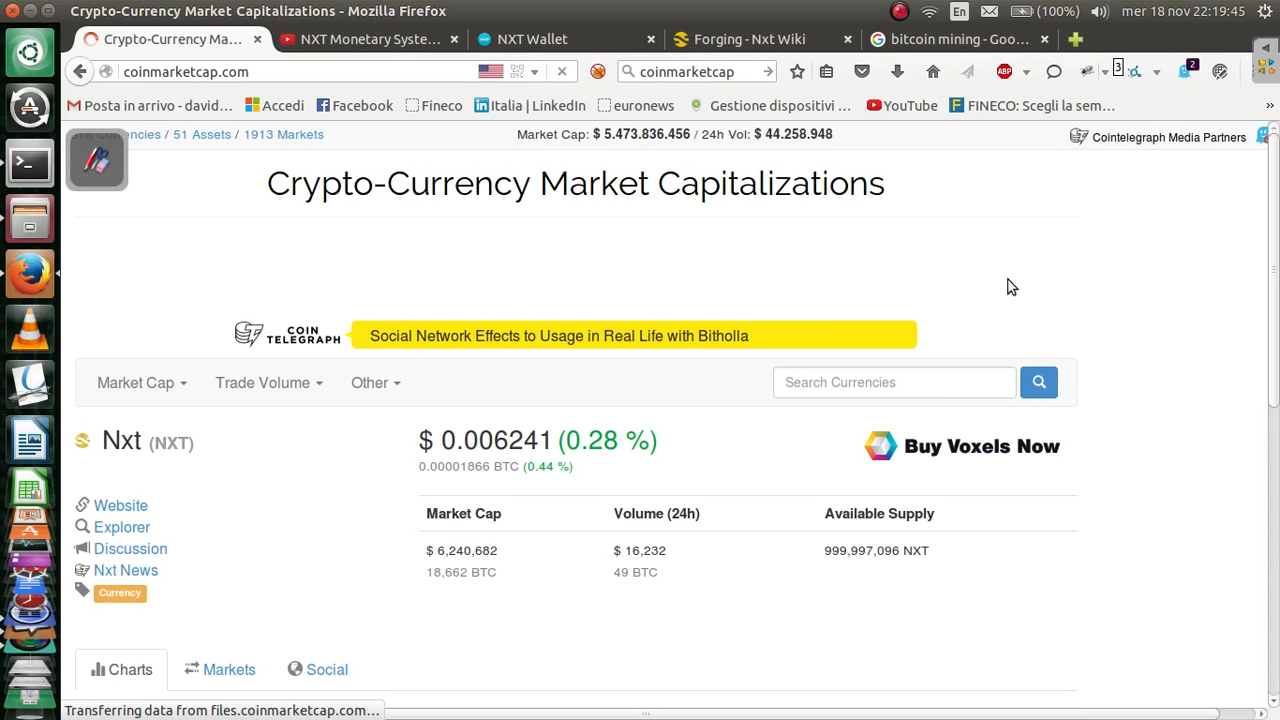 Crypto-Currency Market Capitalizations - Mozilla Firefox
En (100%) mer 18 nov 22:19:45
Crypto-Currency Ma... NXT Monetary Syste... NXT Wallet Forging - Nxt Wiki bitcoin mining - Goo...
coinmarketcap.com coinmarketcap ABP 3 2
Posta in arrivo - david... Accedi Facebook Fineco Italia | LinkedIn euronews Gestione dispositivi ... YouTube FINECO: Scegli la sem...
Currencies / 51 Assets / 1913 Markets Market Cap: $ 5.473.836.456 / 24h Vol: $ 44.258.948 Cointelegraph Media Partners
Crypto-Currency Market Capitalizations
COIN TELEGRAPH Social Network Effects to Usage in Real Life with Bitholla
Market Cap Trade Volume Other Search Currencies
Nxt (NXT) $ 0.006241 (0.28 %) Buy Voxels Now
0.00001866 BTC (0.44 %)
Website
Market Cap Volume (24h) Available Supply
Explorer
Discussion $ 6,240,682 $ 16,232 999,997,096 NXT
Nxt News 18,662 BTC 49 BTC
Currency
Charts Markets Social
Transferring data from files.coinmarketcap.com...